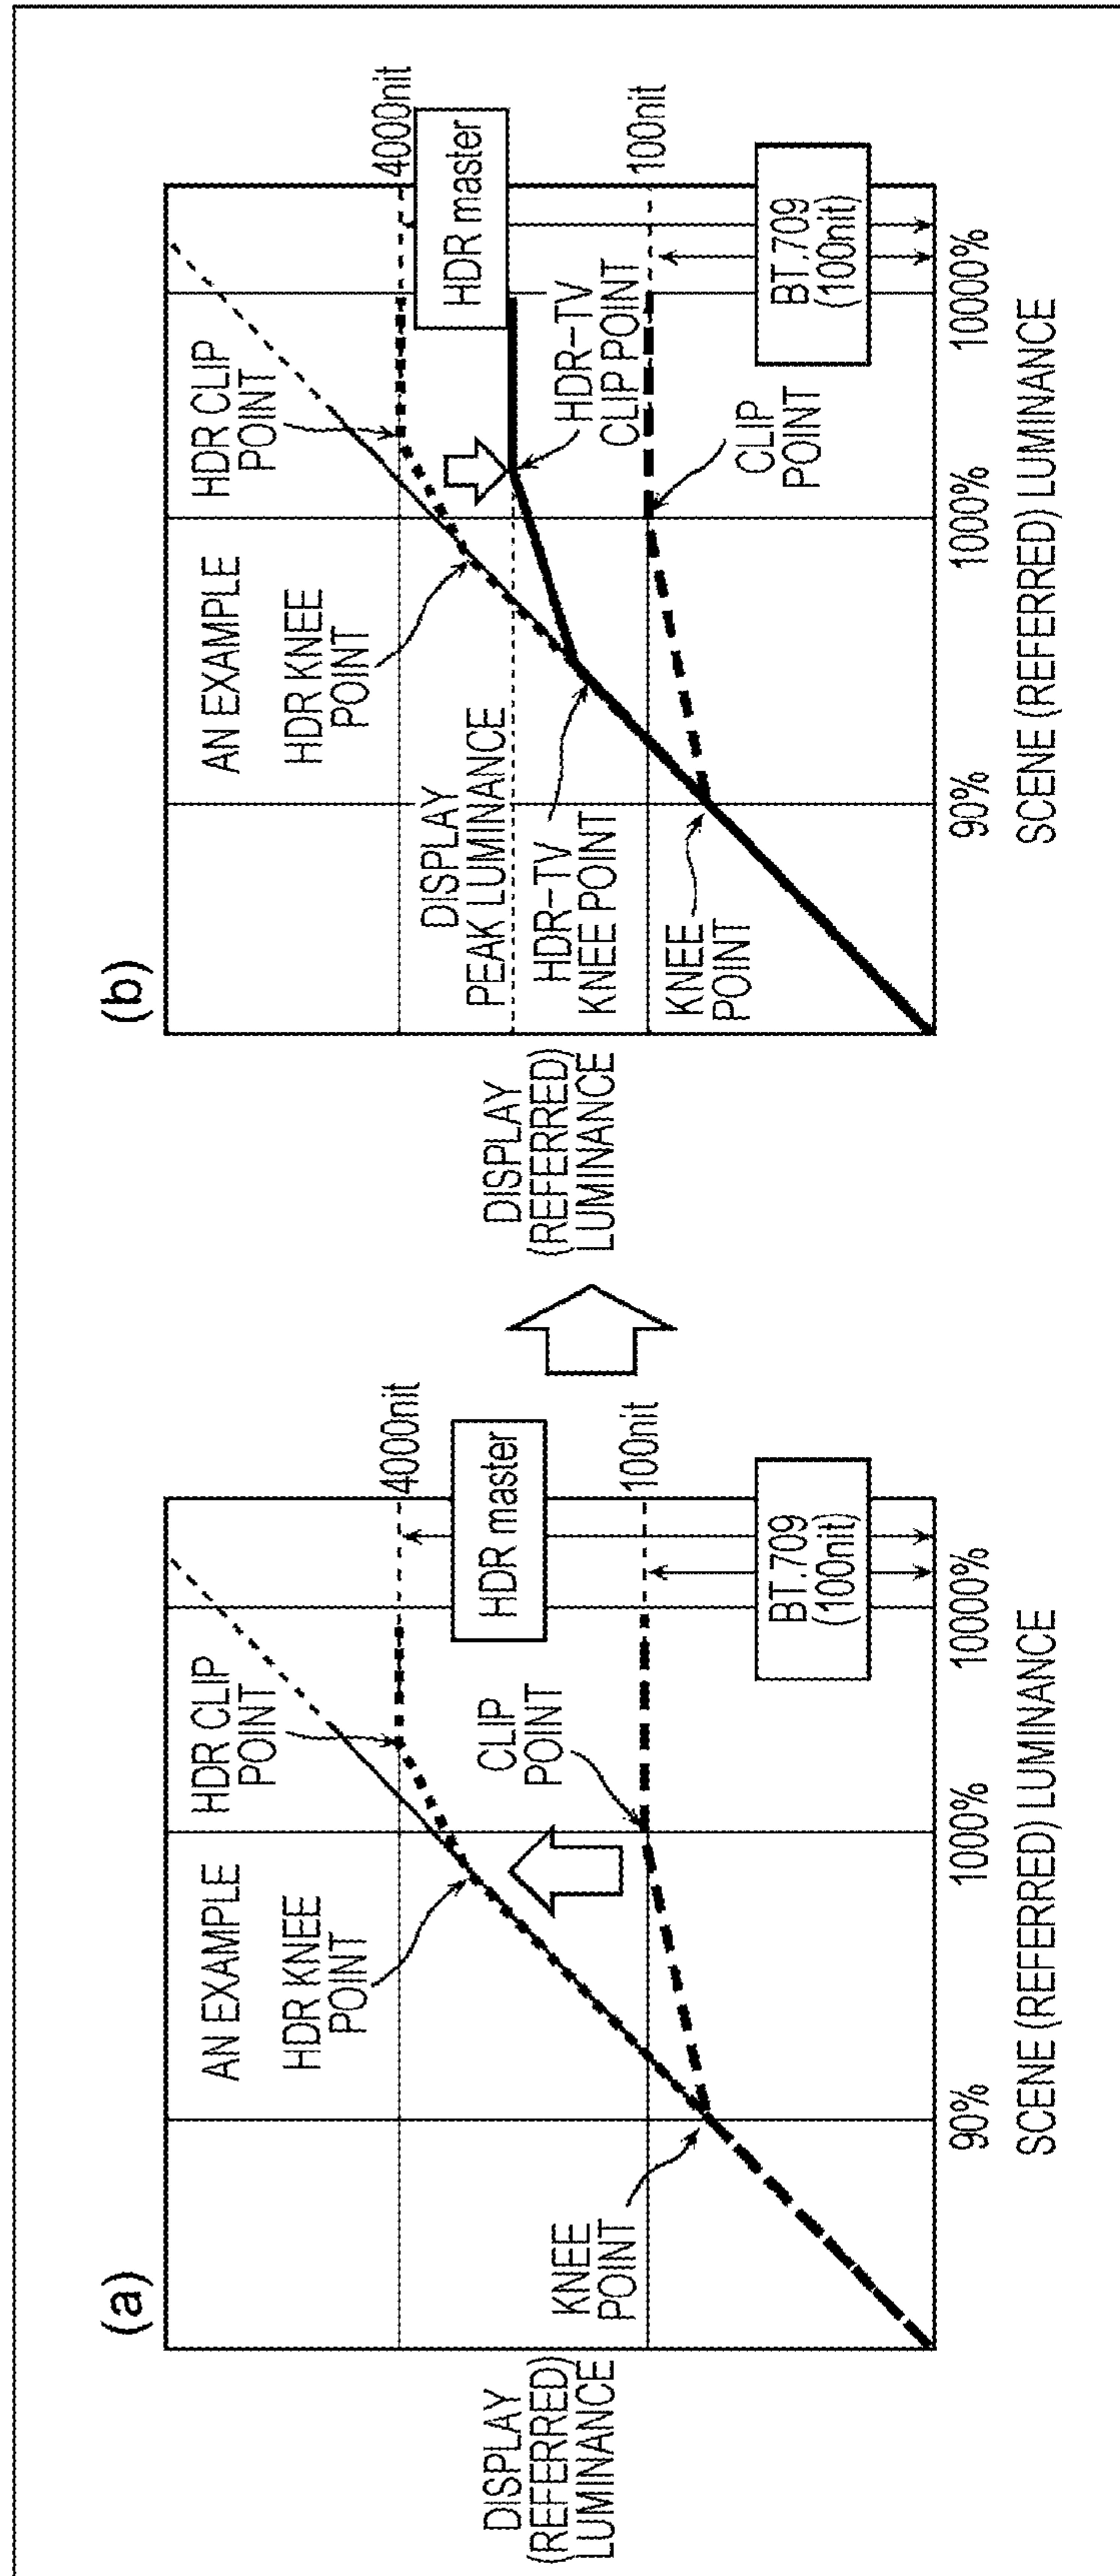 (a)
DISPLAY
(REFERRED)
LUMINANCE
AN EXAMPLE
HDR KNEE
POINT
HDR CLIP
POINT
KNEE
POINT
CLIP
POINT
4000nit
HDR master
100nit
BT.709
(100nit)
90%
1000%
10000%
SCENE (REFERRED) LUMINANCE
(b)
DISPLAY
(REFERRED)
LUMINANCE
AN EXAMPLE
HDR KNEE
POINT
HDR CLIP
POINT
DISPLAY
PEAK LUMINANCE
HDR-TV
KNEE POINT
KNEE
POINT
HDR-TV
CLIP POINT
CLIP
POINT
4000nit
HDR master
100nit
BT.709
(100nit)
90%
1000%
10000%
SCENE (REFERRED) LUMINANCE